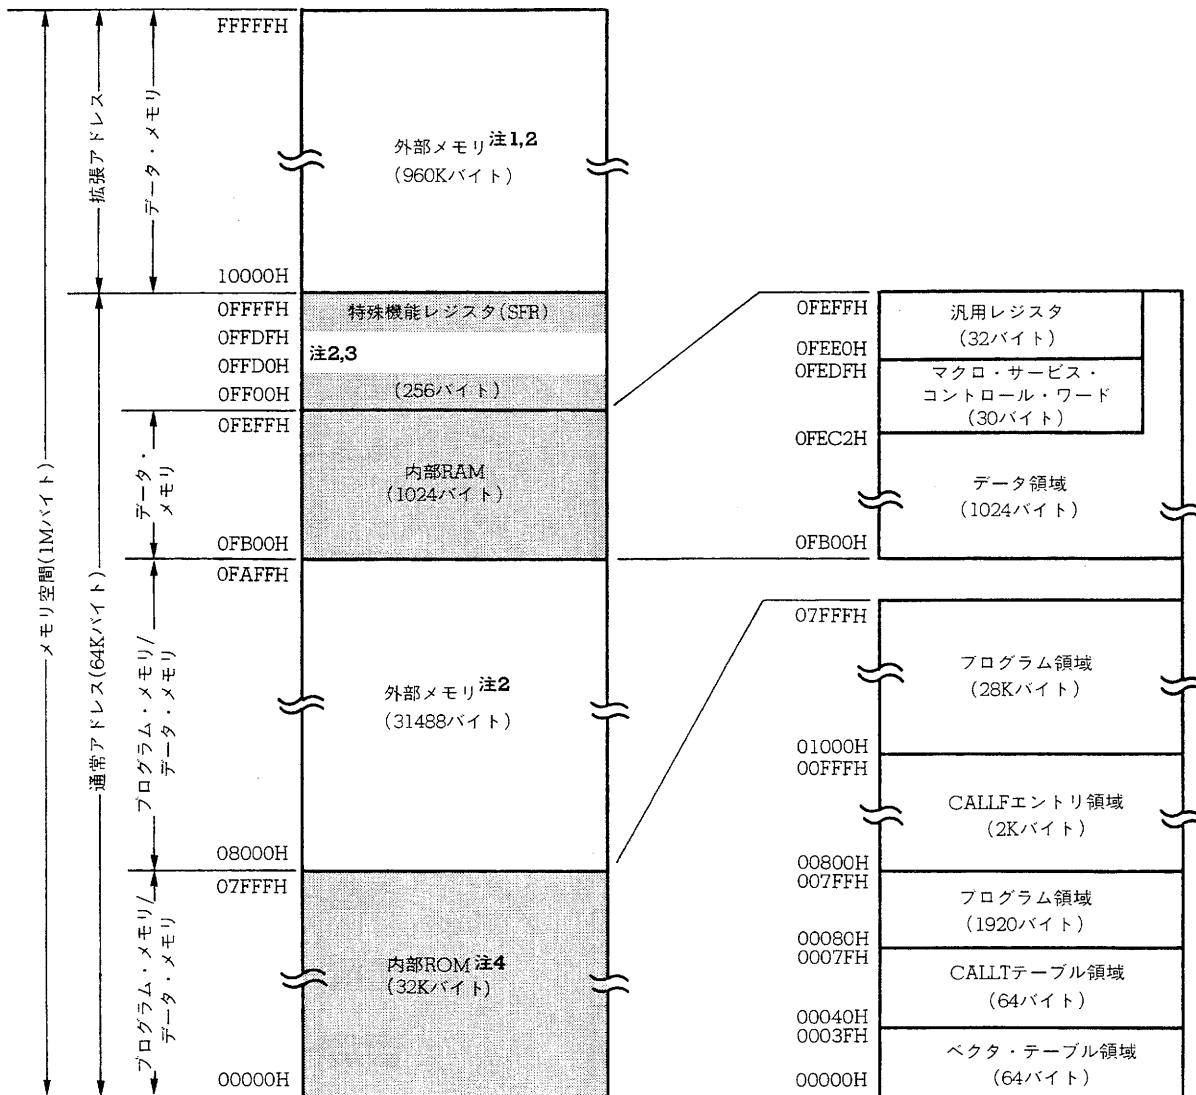 メモリ空間(1Mバイト)
拡張アドレス
通常アドレス(64Kバイト)
データ・メモリ
データ・
メモリ
プログラム・メモリ/
データ・メモリ
プログラム・メモリ/
データ・メモリ
FFFFFH
外部メモリ注1,2
(960Kバイト)
10000H
0FFFFH
特殊機能レジスタ(SFR)
0FFDFH
注2,3
0FFD0H
0FF00H
(256バイト)
0FEFFH
内部RAM
(1024バイト)
0FB00H
0FAFFH
外部メモリ注2
(31488バイト)
08000H
07FFFH
内部ROM注4
(32Kバイト)
00000H
0FEFFH
汎用レジスタ
(32バイト)
0FEE0H
0FEDFH
マクロ・サービス・
コントロール・ワード
(30バイト)
0FEC2H
データ領域
(1024バイト)
0FB00H
07FFFH
プログラム領域
(28Kバイト)
01000H
00FFFH
CALLFエントリ領域
(2Kバイト)
00800H
007FFH
プログラム領域
(1920バイト)
00080H
0007FH
CALLTテーブル領域
(64バイト)
00040H
0003FH
ベクタ・テーブル領域
(64バイト)
00000H